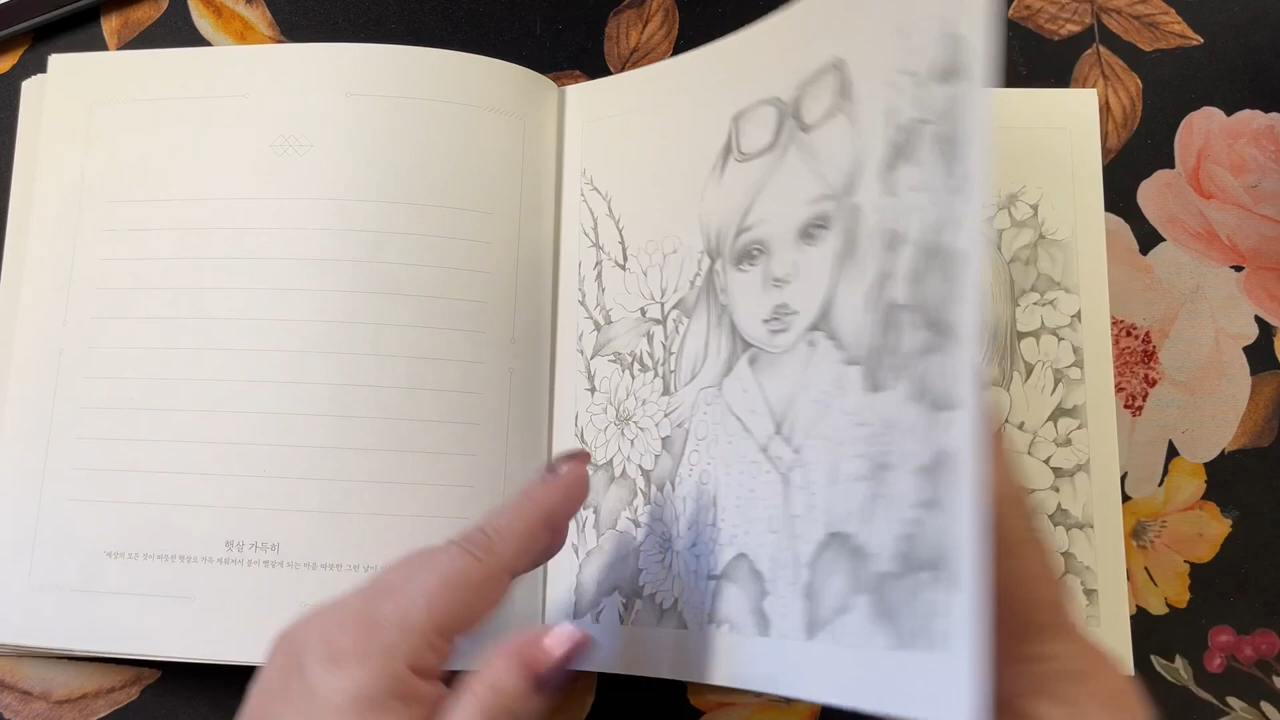 햇살 가득히
"세상의 모든 것이 따뜻한 햇살로 가득 채워져서 볼이 빨갛게 되는 마음 따뜻한 그런 날이